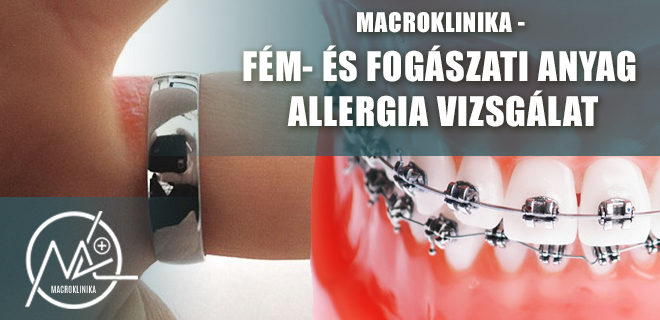 MACROKLINIKA -
FÉM- ÉS FOGÁSZATI ANYAG
ALLERGIA VIZSGÁLAT
MACROKLINIKA